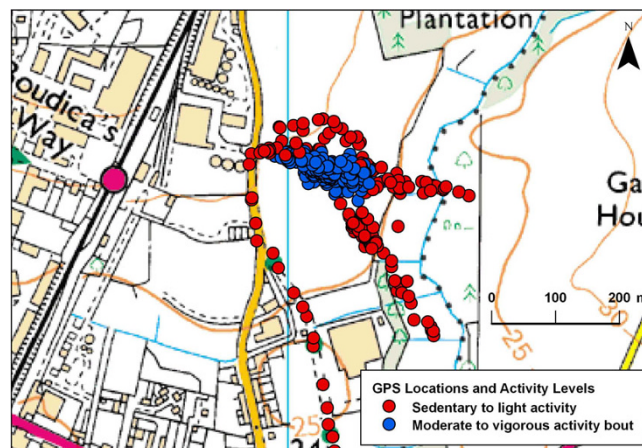 Plantation
N
oudica's
Way
Ga
Hou
0 100 200 m
25
30
25
GPS Locations and Activity Levels
Sedentary to light activity
Moderate to vigorous activity bout